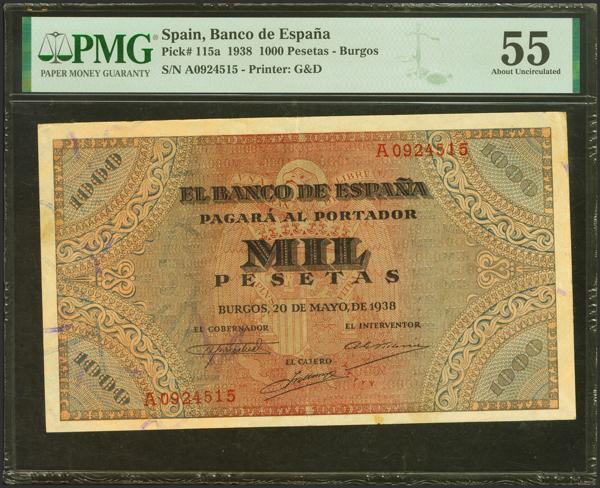 PMG
PAPER MONEY GUARANTY
Spain, Banco de España
Pick# 115a 1938 1000 Pesetas - Burgos
S/N A0924515 - Printer: G&D
55
About Uncirculated
A0924515
1000
1000
EL BANCO DE ESPAÑA
PAGARÁ AL PORTADOR
MIL
PESETAS
BURGOS, 20 DE MAYO, DE 1938
EL GOBERNADOR
EL INTERVENTOR
EL CAJERO
1000
1000
A0924515